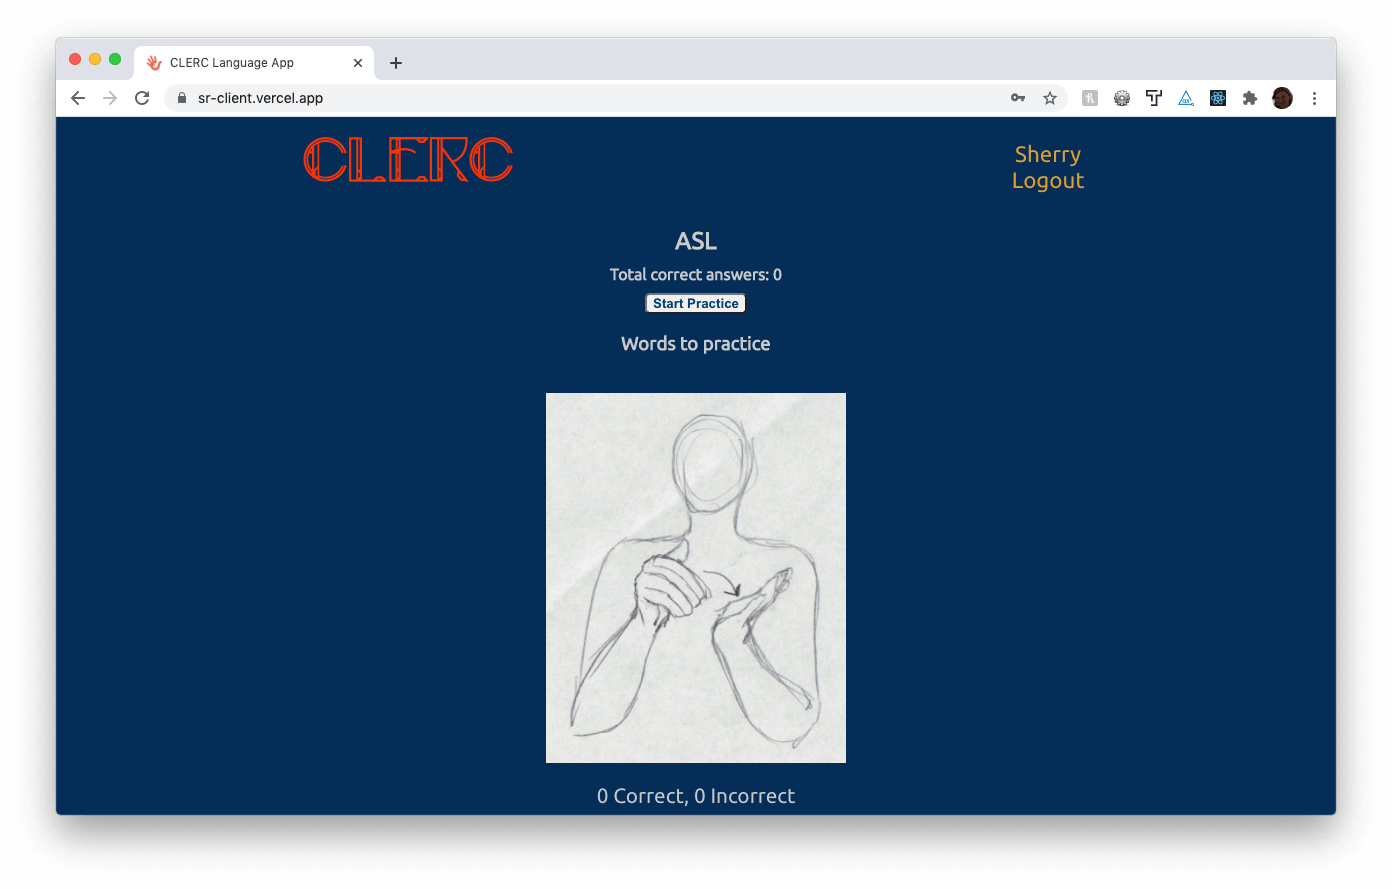 CLERC Language App
sr-client.vercel.app
CLERC
Sherry
Logout
ASL
Total correct answers: 0
Start Practice
Words to practice
0 Correct, 0 Incorrect